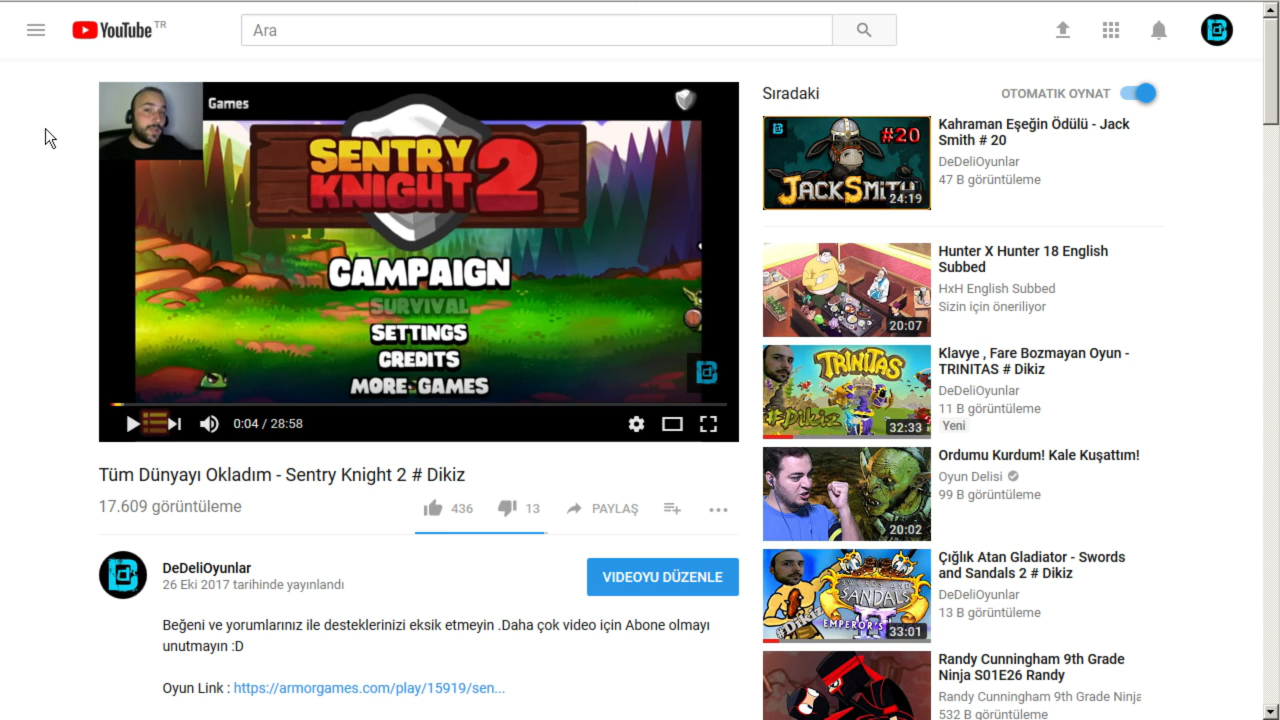 YouTube TR
Ara
Games
SENTRY
KNIGHT 2
CAMPAIGN
SURVIVAL
SETTINGS
CREDITS
MORE GAMES
0:04 / 28:58
Tüm Dünyayı Okladım - Sentry Knight 2 # Dikiz
17.609 görüntüleme
436
13
PAYLAŞ
DeDeliOyunlar
26 Eki 2017 tarihinde yayınlandı
VIDEOYU DÜZENLE
Beğeni ve yorumlarınız ile desteklerinizi eksik etmeyin .Daha çok video için Abone olmayı
unutmayın :D
Oyun Link : https://armorgames.com/play/15919/sen...
Sıradaki
OTOMATIK OYNAT
#20
JACKSMITH
24:19
Kahraman Eşeğin Ödülü - Jack
Smith # 20
DeDeliOyunlar
47 B görüntüleme
20:07
Hunter X Hunter 18 English
Subbed
HxH English Subbed
Sizin için öneriliyor
TRINITAS
#Dikiz
32:33
Klavye , Fare Bozmayan Oyun -
TRINITAS # Dikiz
DeDeliOyunlar
11 B görüntüleme
Yeni
20:02
Ordumu Kurdum! Kale Kuşattım!
Oyun Delisi
99 B görüntüleme
SWORDS AND
SANDALS
EMPEROR'S
#DİKİZ
33:01
Çığlık Atan Gladiator - Swords
and Sandals 2 # Dikiz
DeDeliOyunlar
13 B görüntüleme
Randy Cunningham 9th Grade
Ninja S01E26 Randy
Randy Cunningham 9th Grade Ninja
532 B görüntüleme